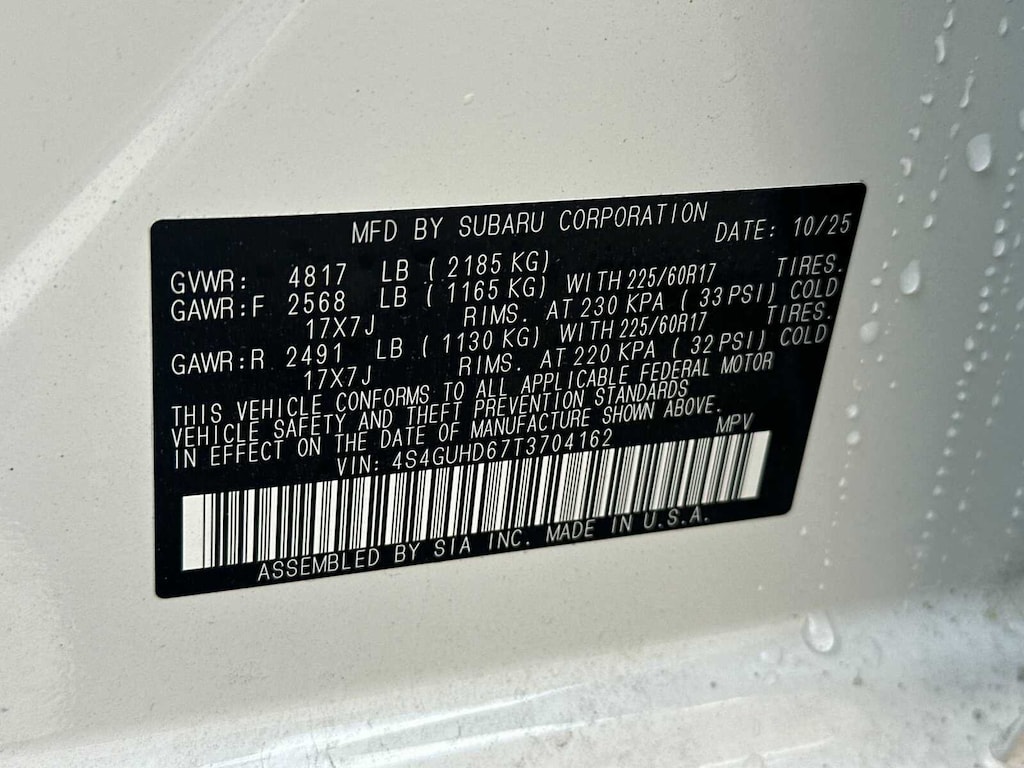 MFD BY SUBARU CORPORATION DATE: 10/25
GVWR: 4817 LB ( 2185 KG)
GAWR:F 2568 LB ( 1165 KG) WITH 225/60R17 TIRES.
17X7J RIMS. AT 230 KPA ( 33 PSI) COLD
GAWR:R 2491 LB ( 1130 KG) WITH 225/60R17 TIRES.
17X7J RIMS. AT 220 KPA ( 32 PSI) COLD
THIS VEHICLE CONFORMS TO ALL APPLICABLE FEDERAL MOTOR
VEHICLE SAFETY AND THEFT PREVENTION STANDARDS
IN EFFECT ON THE DATE OF MANUFACTURE SHOWN ABOVE.
VIN: 4S4GUHD67T3704162 MPV
ASSEMBLED BY SIA INC. MADE IN U.S.A.